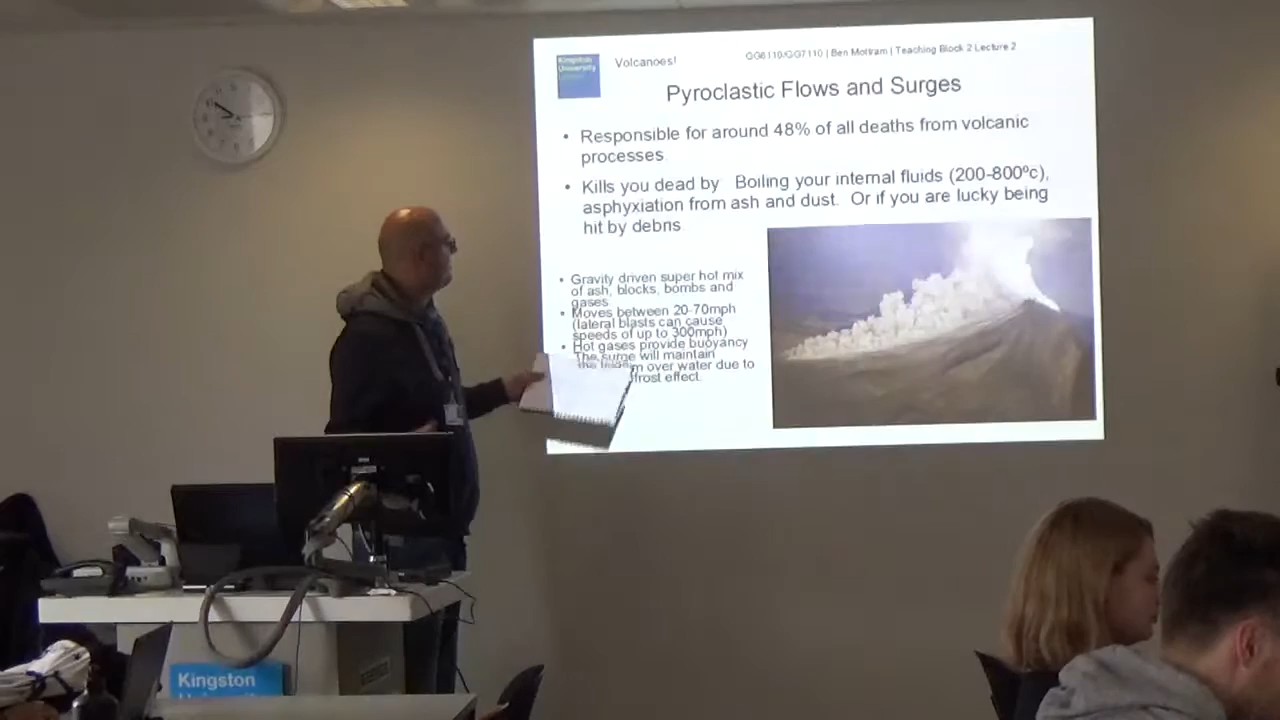 Kingston
University
London
Volcanoes!
GG6110/GG7110 | Ben Mottram | Teaching Block 2 Lecture 2
Pyroclastic Flows and Surges
• Responsible for around 48% of all deaths from volcanic
processes
• Kills you dead by Boiling your internal fluids (200-800ºc),
asphyxiation from ash and dust. Or if you are lucky being
hit by debris
• Gravity driven super hot mix
of ash, blocks, bombs and
gases
• Moves between 20-70mph
(lateral blasts can cause
speeds of up to 300mph)
• Hot gases provide buoyancy
The surge will maintain
over water due to
frost effect.
Kingston